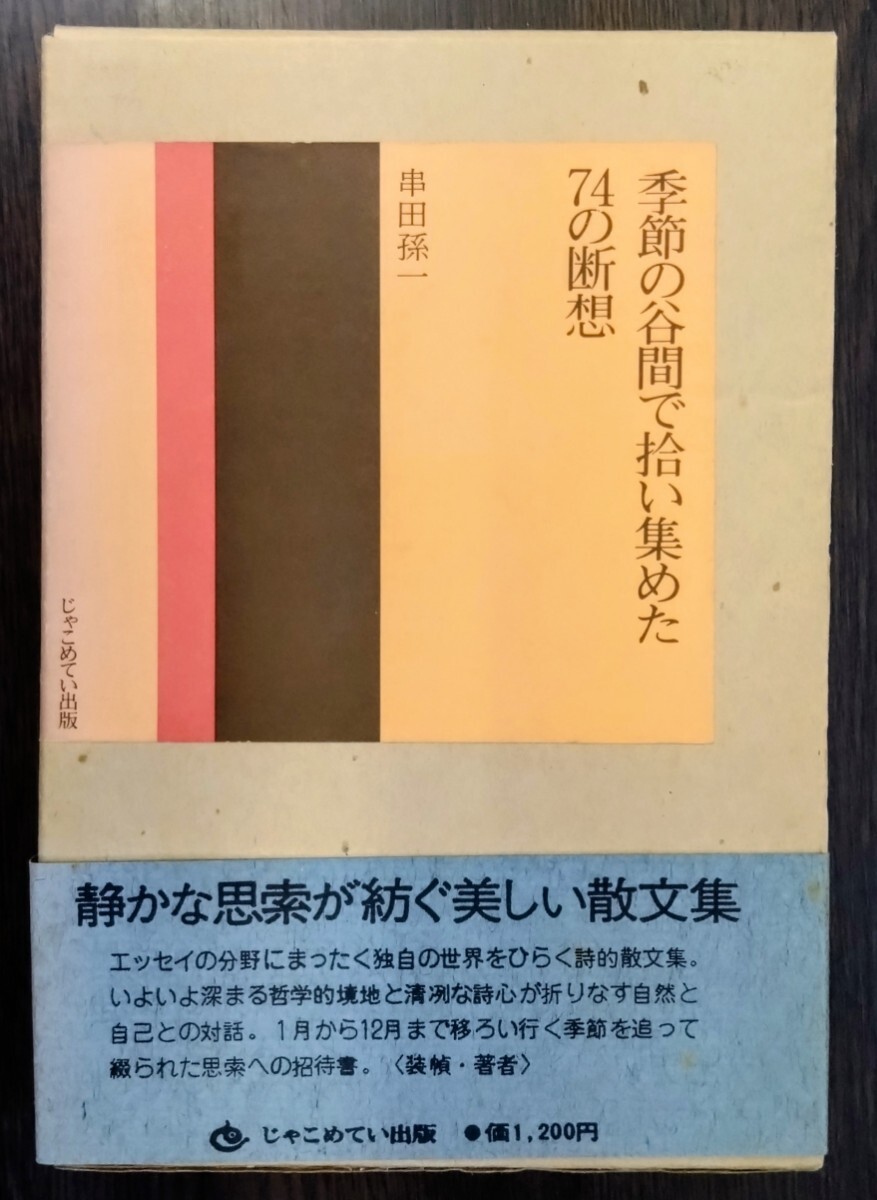 季節の谷間で拾い集めた
74の断想
串田孫一
じゃこめてい出版
静かな思索が紡ぐ美しい散文集
エッセイの分野にまったく独自の世界をひらく詩的散文集。
いよいよ深まる哲学的境地と清冽な詩心が折りなす自然と
自己との対話。1月から12月まで移ろい行く季節を追って
綴られた思索への招待書。〈装幀・著者〉
じゃこめてい出版 ●価1,200円